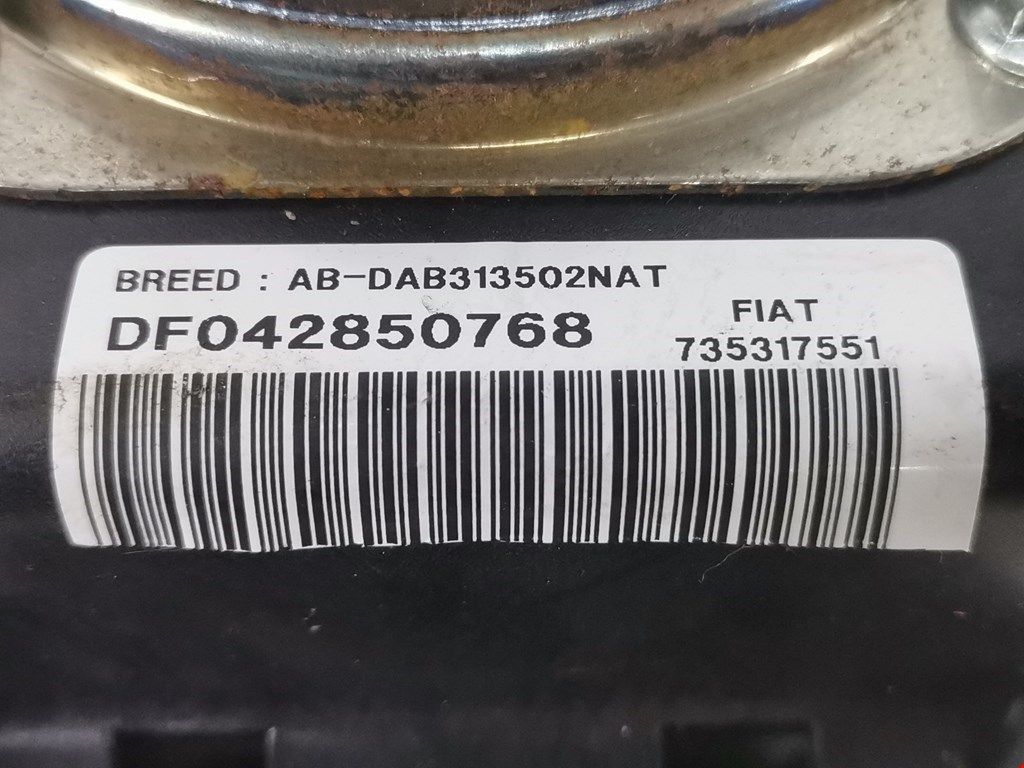 BREED : AB-DAB313502NAT
DF042850768
FIAT
735317551